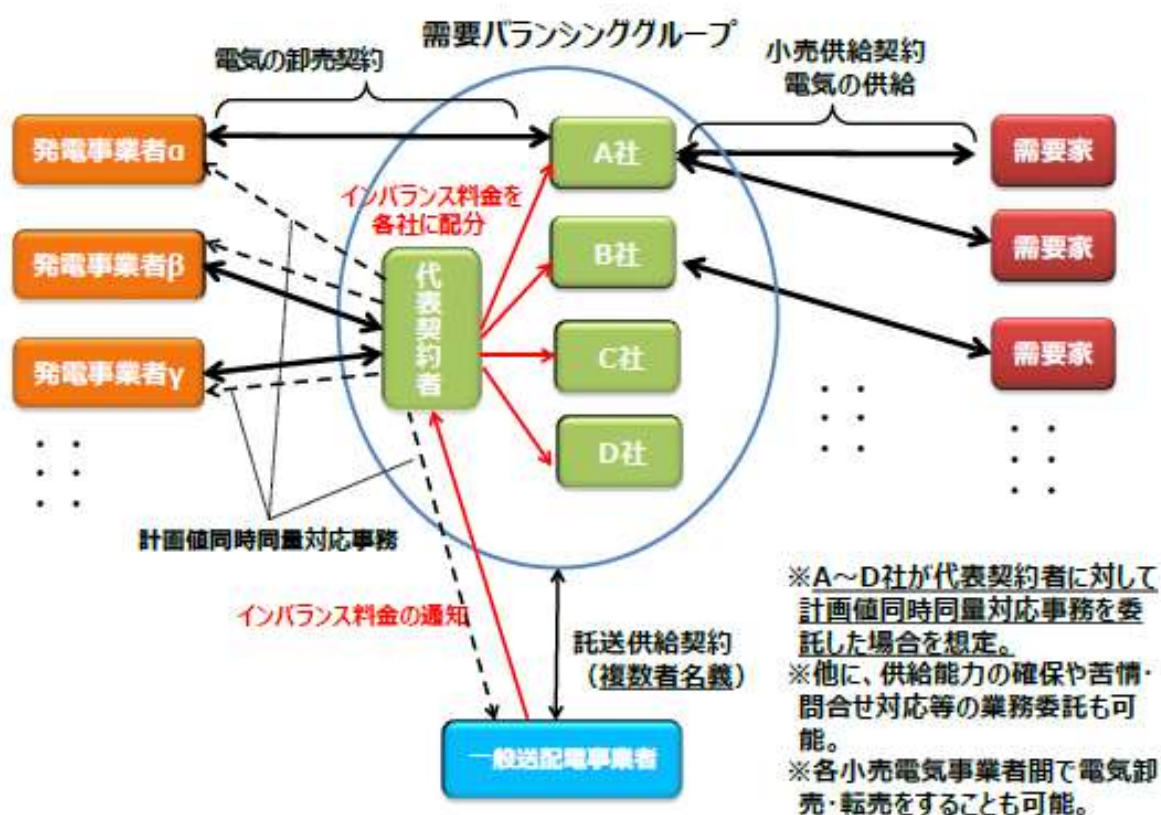 需要バランシンググループ
電気の卸売契約
小売供給契約
電気の供給
発電事業者α
A社
需要家
インバランス料金を
各社に配分
発電事業者β
B社
需要家
代表契約者
発電事業者γ
C社
需要家
D社
計画値同時同量対応事務
インバランス料金の通知
託送供給契約
（複数者名義）
一般送配電事業者
※A～D社が代表契約者に対して
計画値同時同量対応事務を委
託した場合を想定。
※他に、供給能力の確保や苦情・
問合せ対応等の業務委託も可
能。
※各小売電気事業者間で電気卸
売・転売をすることも可能。